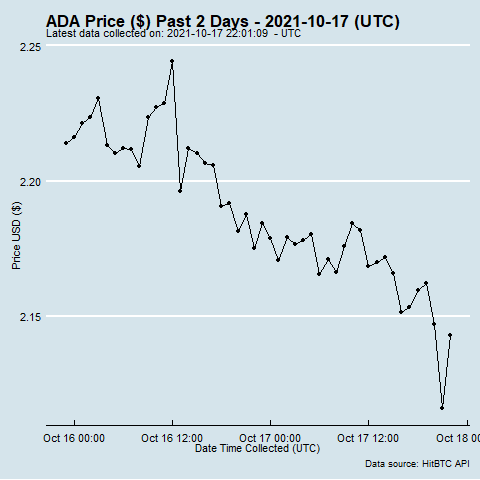 ADA Price ($) Past 2 Days - 2021-10-17 (UTC)
Latest data collected on: 2021-10-17 22:01:09  - UTC
2.25
2.20
2.15
Price USD ($)
Oct 16 00:00
Oct 16 12:00
Oct 17 00:00
Oct 17 12:00
Oct 18 00
Date Time Collected (UTC)
Data source: HitBTC API